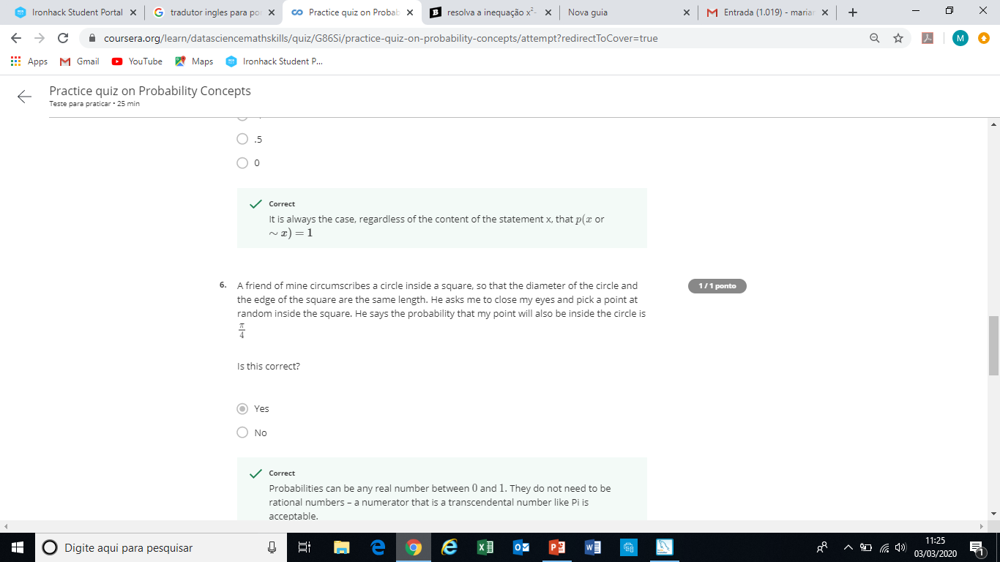 Ironhack Student Portal
tradutor ingles para por
Practice quiz on Probab
resolva a inequação x²-
Nova guia
Entrada (1.019) - mariar
coursera.org/learn/datasciencemathskills/quiz/G86Si/practice-quiz-on-probability-concepts/attempt?redirectToCover=true
M
Apps
Gmail
YouTube
Maps
Ironhack Student P...
Practice quiz on Probability Concepts
Teste para praticar • 25 min
.5
0
Correct
It is always the case, regardless of the content of the statement x, that p(x or
∼ x) = 1
6. A friend of mine circumscribes a circle inside a square, so that the diameter of the circle and
the edge of the square are the same length. He asks me to close my eyes and pick a point at
random inside the square. He says the probability that my point will also be inside the circle is
π
4
1 / 1 ponto
Is this correct?
Yes
No
Correct
Probabilities can be any real number between 0 and 1. They do not need to be
rational numbers – a numerator that is a transcendental number like Pi is
acceptable.
Digite aqui para pesquisar
11:25
03/03/2020
1